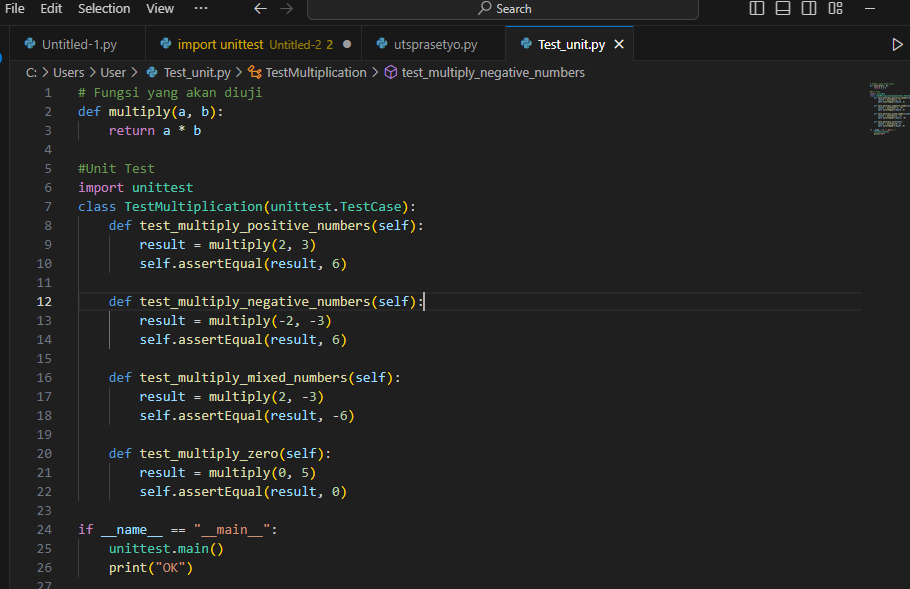 File Edit Selection View ··· Search
Untitled-1.py import unittest Untitled-2 2 utsprasetyo.py Test_unit.py
C: > Users > User > Test_unit.py > TestMultiplication > test_multiply_negative_numbers
1 # Fungsi yang akan diuji
2 def multiply(a, b):
3     return a * b
4
5 #Unit Test
6 import unittest
7 class TestMultiplication(unittest.TestCase):
8     def test_multiply_positive_numbers(self):
9         result = multiply(2, 3)
10         self.assertEqual(result, 6)
11
12     def test_multiply_negative_numbers(self):
13         result = multiply(-2, -3)
14         self.assertEqual(result, 6)
15
16     def test_multiply_mixed_numbers(self):
17         result = multiply(2, -3)
18         self.assertEqual(result, -6)
19
20     def test_multiply_zero(self):
21         result = multiply(0, 5)
22         self.assertEqual(result, 0)
23
24 if __name__ == "__main__":
25     unittest.main()
26     print("OK")
27